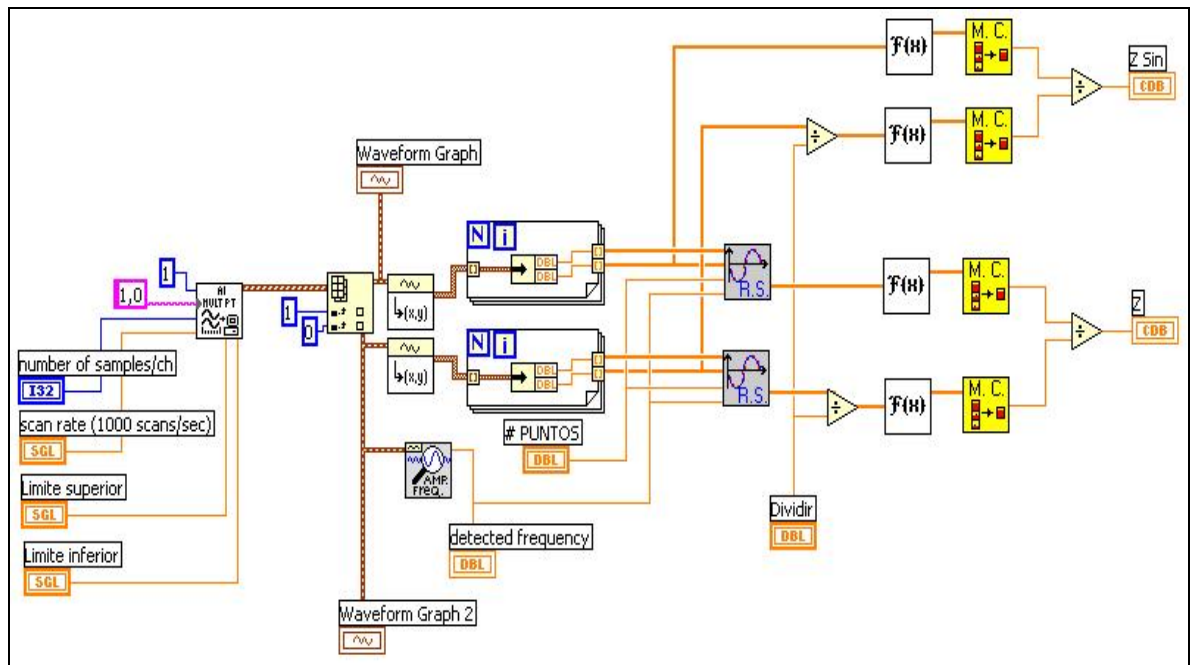 F(x)
M. C.
Z Sin
CDB
÷
÷
F(x)
M. C.
Waveform Graph
N i
DBL
DBL
1
1,0
AI
MULT PT
1
0
(x,y)
R.S.
F(x)
M. C.
Z
CDB
÷
number of samples/ch
I32
N i
DBL
DBL
(x,y)
R.S.
÷
F(x)
M. C.
scan rate (1000 scans/sec)
SGL
# PUNTOS
DBL
AMP.
FREQ.
Limite superior
SGL
Dividir
DBL
detected frequency
DBL
Limite inferior
SGL
Waveform Graph 2